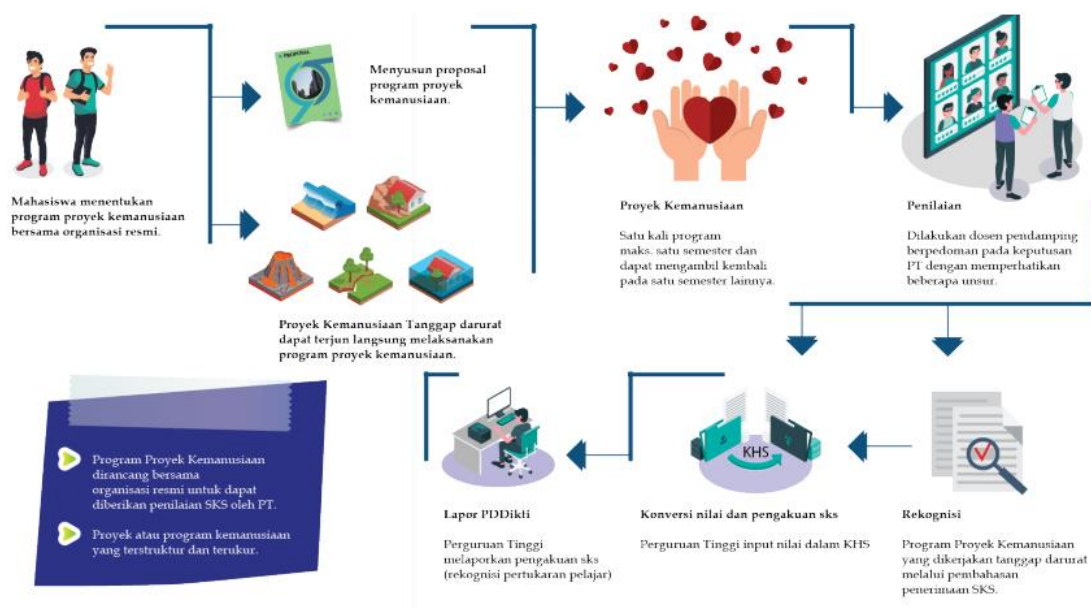 PROPOSAL
Menyusun proposal
program proyek
kemanusiaan.
Mahasiswa menentukan
program proyek kemanusiaan
bersama organisasi resmi.
Proyek Kemanusiaan Tanggap darurat
dapat terjun langsung melaksanakan
program proyek kemanusiaan.
Proyek Kemanusiaan
Satu kali program
maks. satu semester dan
dapat mengambil kembali
pada satu semester lainnya.
Penilaian
Dilakukan dosen pendamping
berpedoman pada keputusan
PT dengan memperhatikan
beberapa unsur.
Rekognisi
Program Proyek Kemanusiaan
yang dikerjakan tanggap darurat
melalui pembahasan
penerimaan SKS.
KHS
Konversi nilai dan pengakuan sks
Perguruan Tinggi input nilai dalam KHS
Lapor PDDikti
Perguruan Tinggi
melaporkan pengakuan sks
(rekognisi pertukaran pelajar)
Program Proyek Kemanusiaan
dirancang bersama
organisasi resmi untuk dapat
diberikan penilaian SKS oleh PT.
Proyek atau program kemanusiaan
yang terstruktur dan terukur.